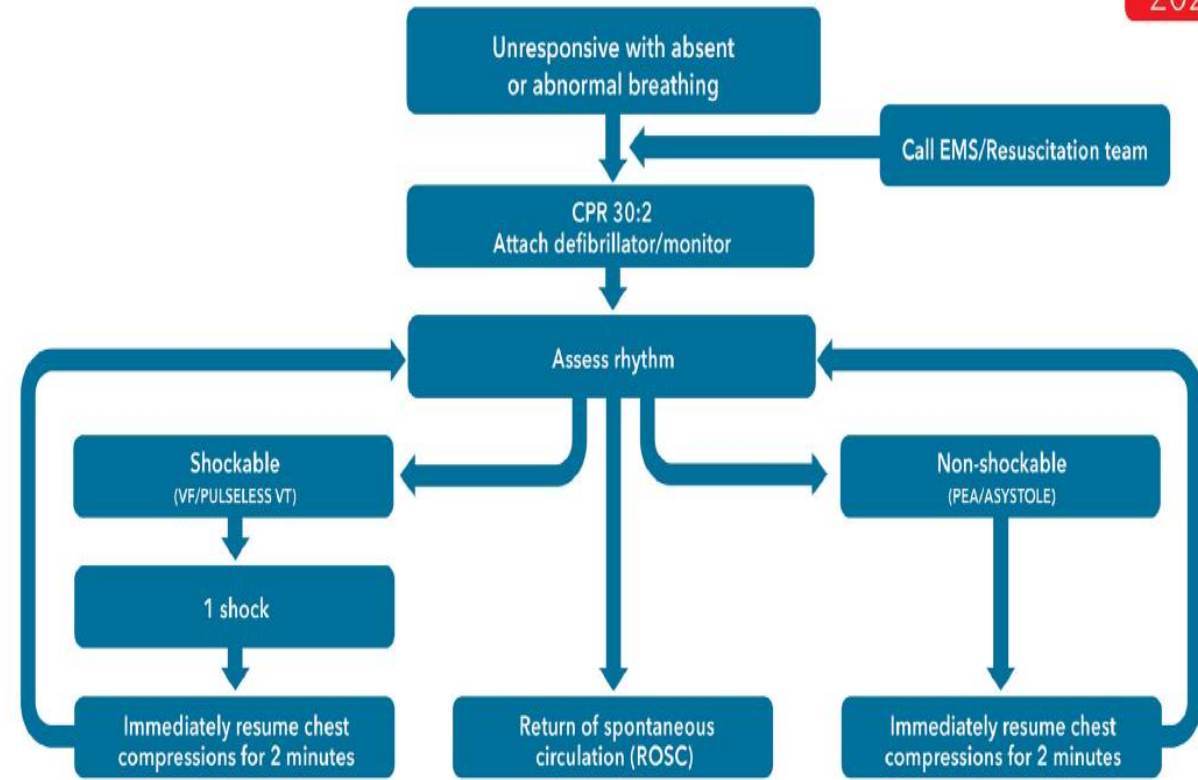 Unresponsive with absent
or abnormal breathing
Call EMS/Resuscitation team
CPR 30:2
Attach defibrillator/monitor
Assess rhythm
Shockable
(VF/PULSELESS VT)
Non-shockable
(PEA/ASYSTOLE)
1 shock
Immediately resume chest
compressions for 2 minutes
Return of spontaneous
circulation (ROSC)
Immediately resume chest
compressions for 2 minutes